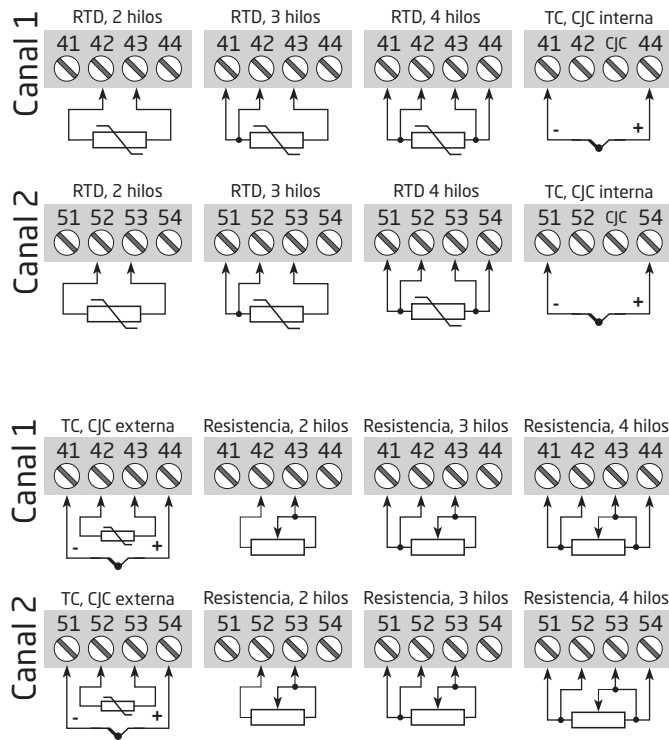 Canal 1
RTD, 2 hilos
41 42 43 44
RTD, 3 hilos
41 42 43 44
RTD, 4 hilos
41 42 43 44
TC, CJC interna
41 42 CJC 44
- +
Canal 2
RTD, 2 hilos
51 52 53 54
RTD, 3 hilos
51 52 53 54
RTD 4 hilos
51 52 53 54
TC, CJC interna
51 52 CJC 54
- +
Canal 1
TC, CJC externa
41 42 43 44
- +
Resistencia, 2 hilos
41 42 43 44
Resistencia, 3 hilos
41 42 43 44
Resistencia, 4 hilos
41 42 43 44
Canal 2
TC, CJC externa
51 52 53 54
- +
Resistencia, 2 hilos
51 52 53 54
Resistencia, 3 hilos
51 52 53 54
Resistencia, 4 hilos
51 52 53 54